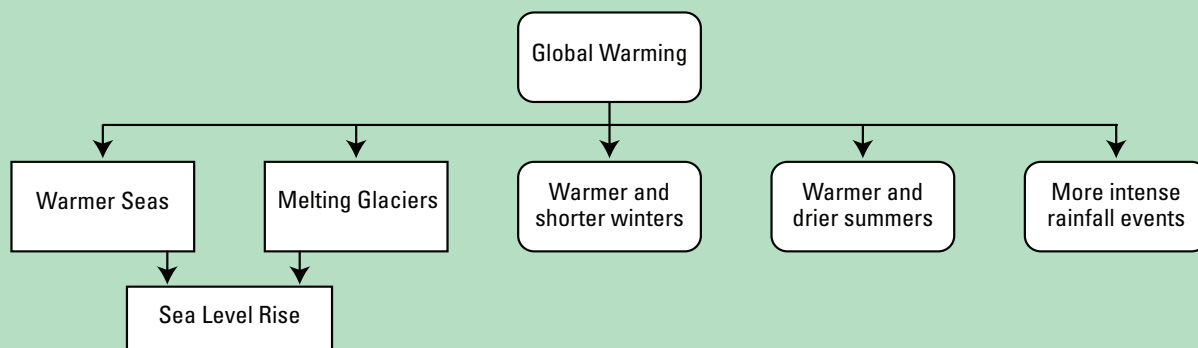 Global Warming
Warmer Seas
Melting Glaciers
Warmer and
shorter winters
Warmer and
drier summers
More intense
rainfall events
Sea Level Rise